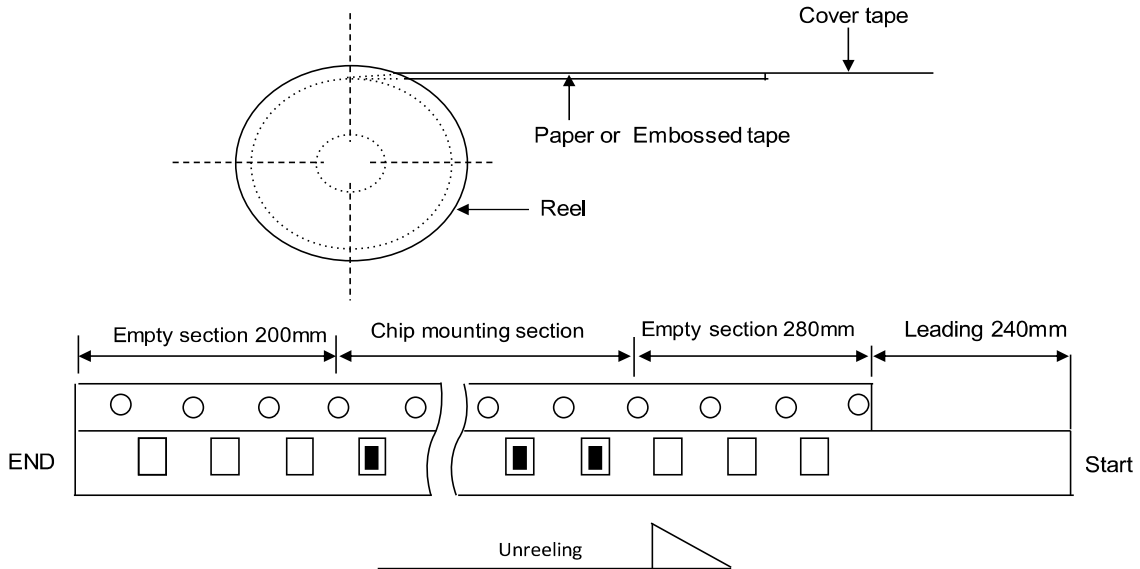 Cover tape
Paper or Embossed tape
Reel
Empty section 200mm
Chip mounting section
Empty section 280mm
Leading 240mm
END
Start
Unreeling